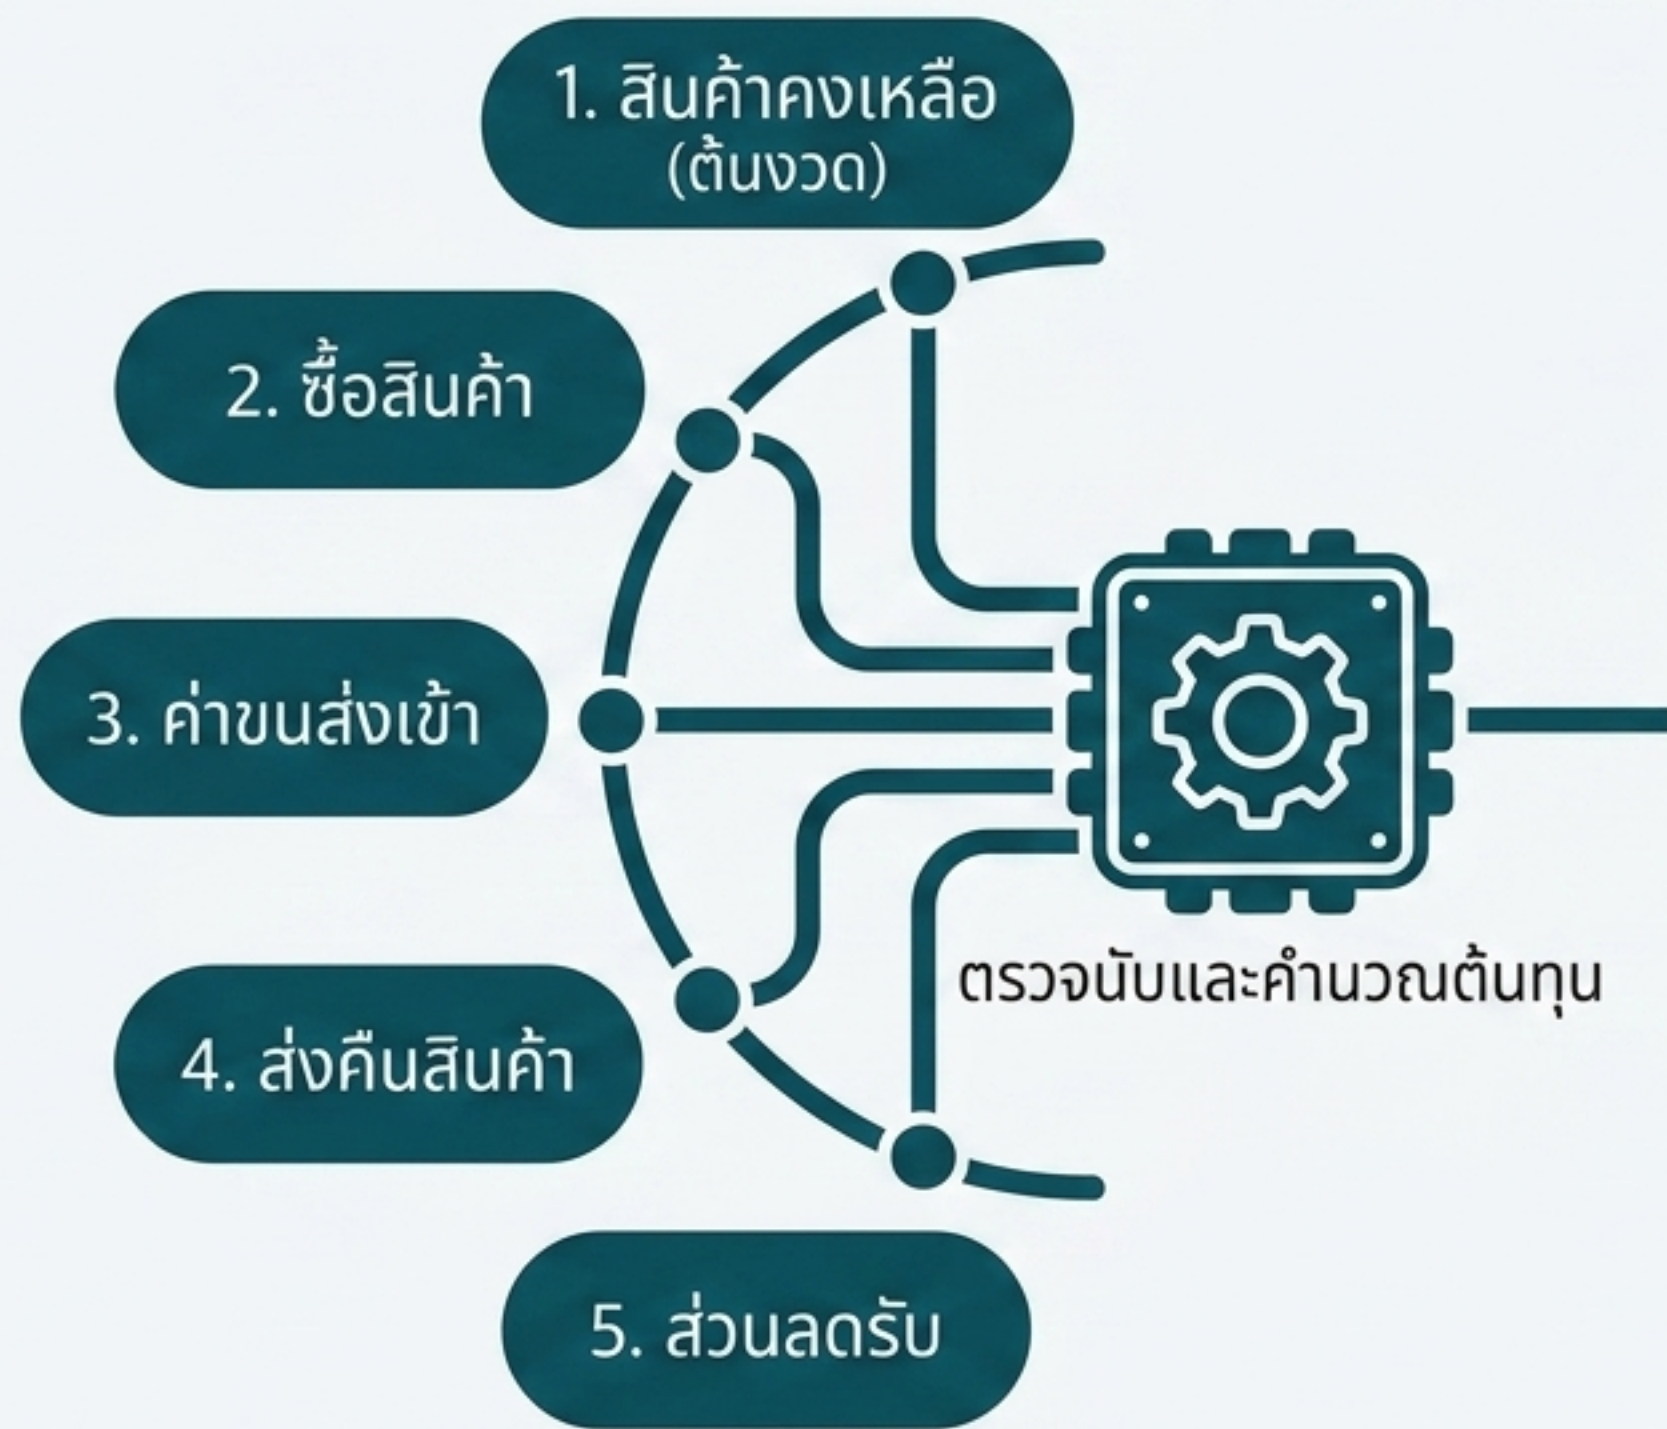 1. สินค้าคงเหลือ
(ต้นงวด)
2. ซื้อสินค้า
3. ค่าขนส่งเข้า
4. ส่งคืนสินค้า
5. ส่วนลดรับ
ตรวจนับและคำนวณต้นทุน